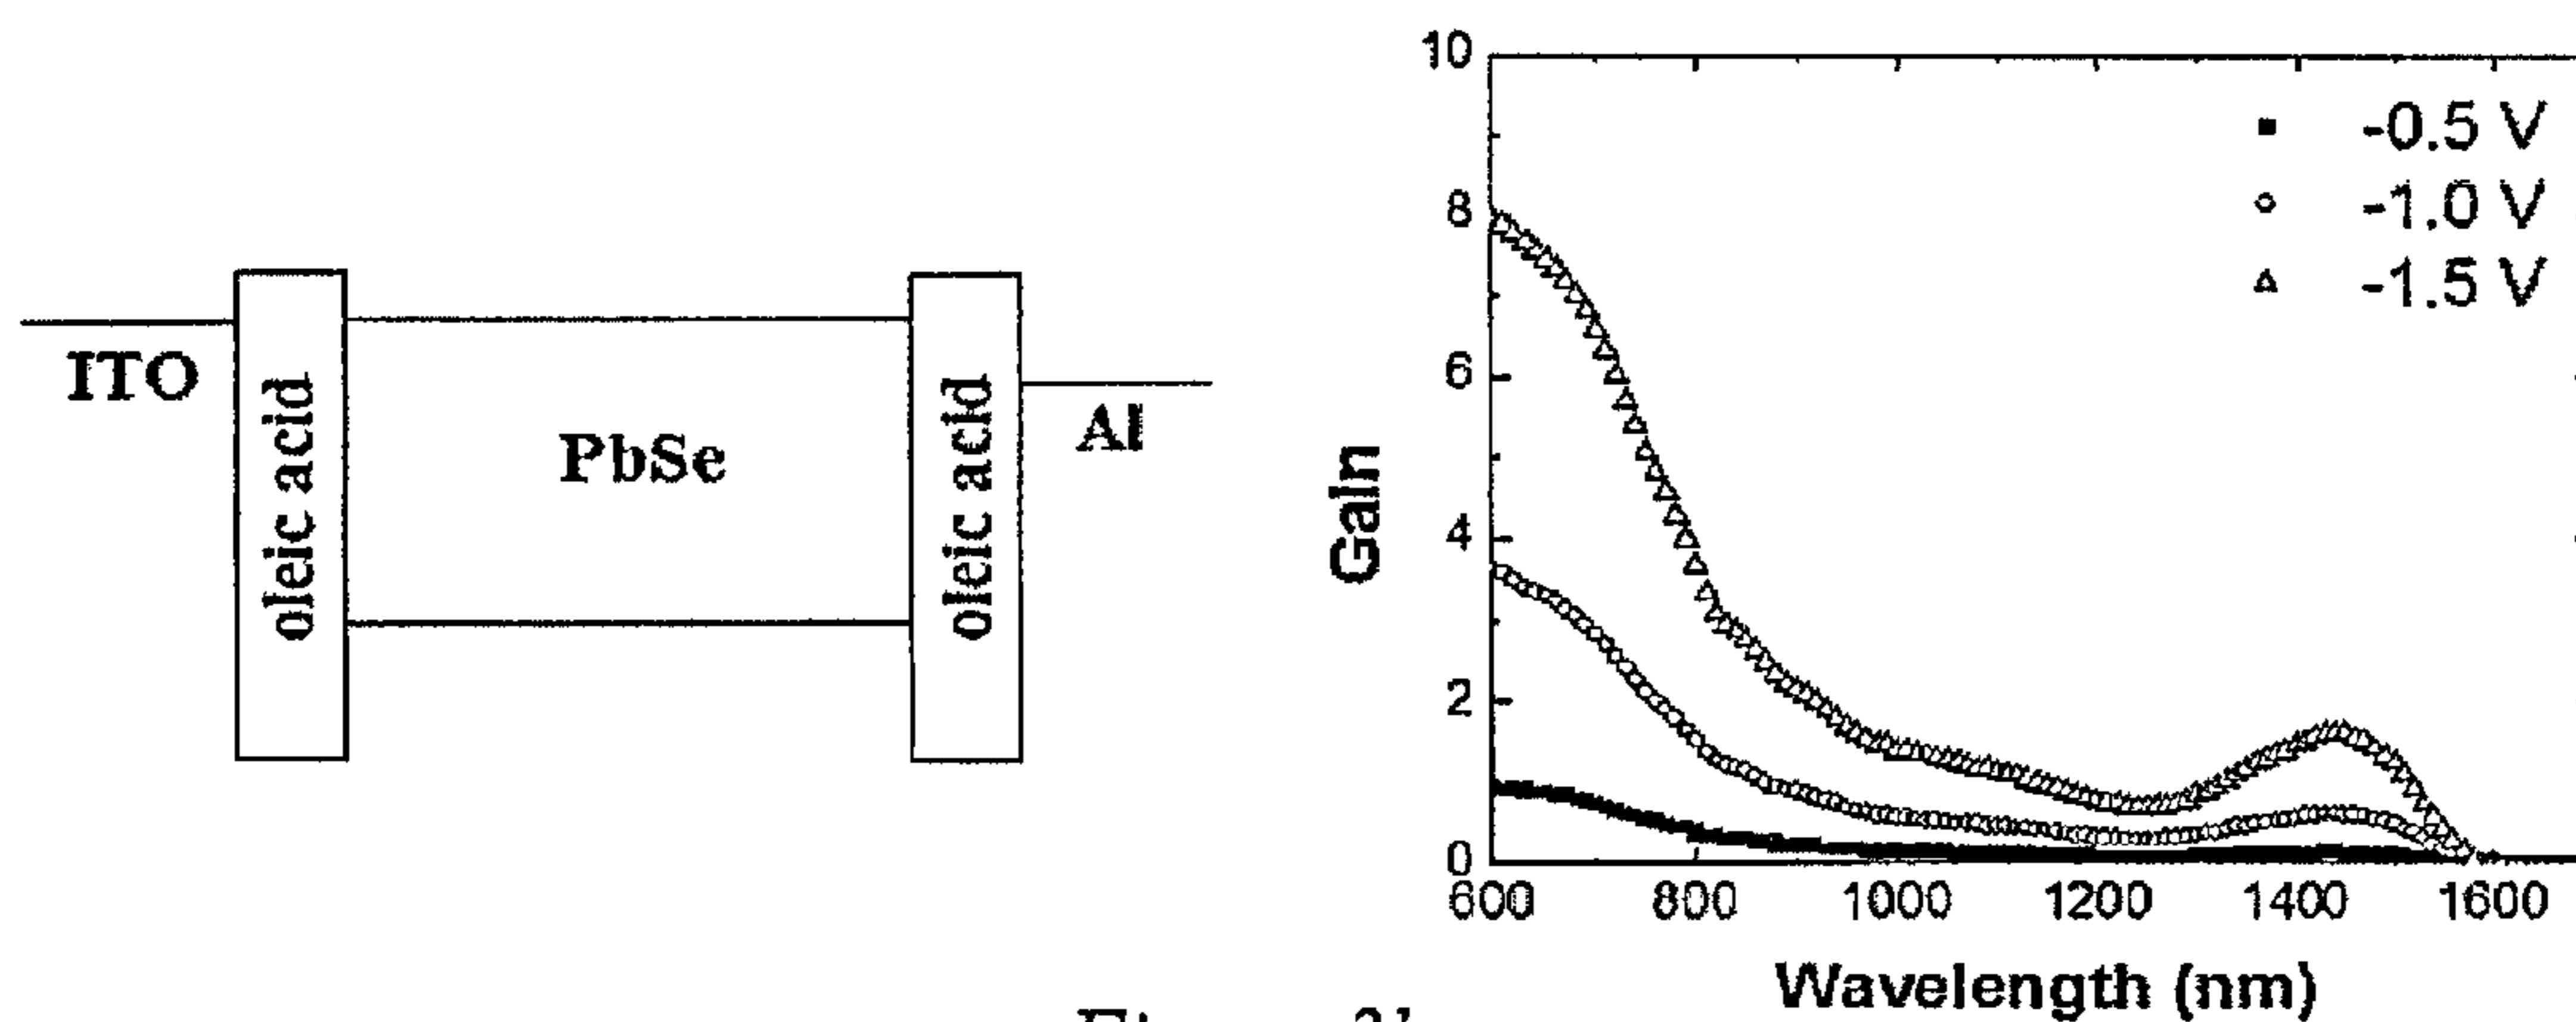 ITO
oleic acid
PbSe
oleic acid
Al
10
8
6
4
2
0
Gain
-0.5 V
-1.0 V
-1.5 V
600 800 1000 1200 1400 1600
Wavelength (nm)